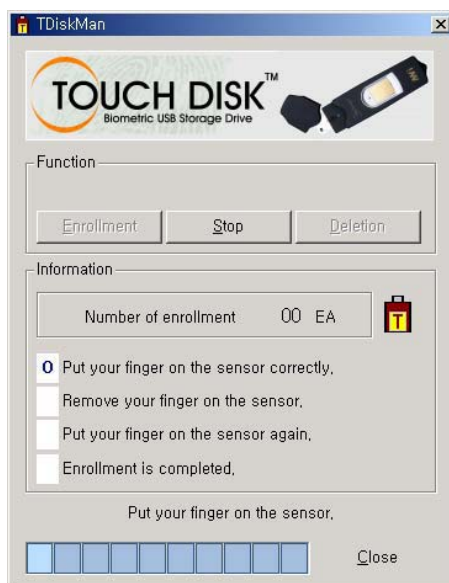 TDiskMan
TOUCH DISK™
Biometric USB Storage Drive
Function
Enrollment Stop Deletion
Information
Number of enrollment 00 EA
T
O Put your finger on the sensor correctly,
Remove your finger on the sensor,
Put your finger on the sensor again,
Enrollment is completed,
Put your finger on the sensor,
Close